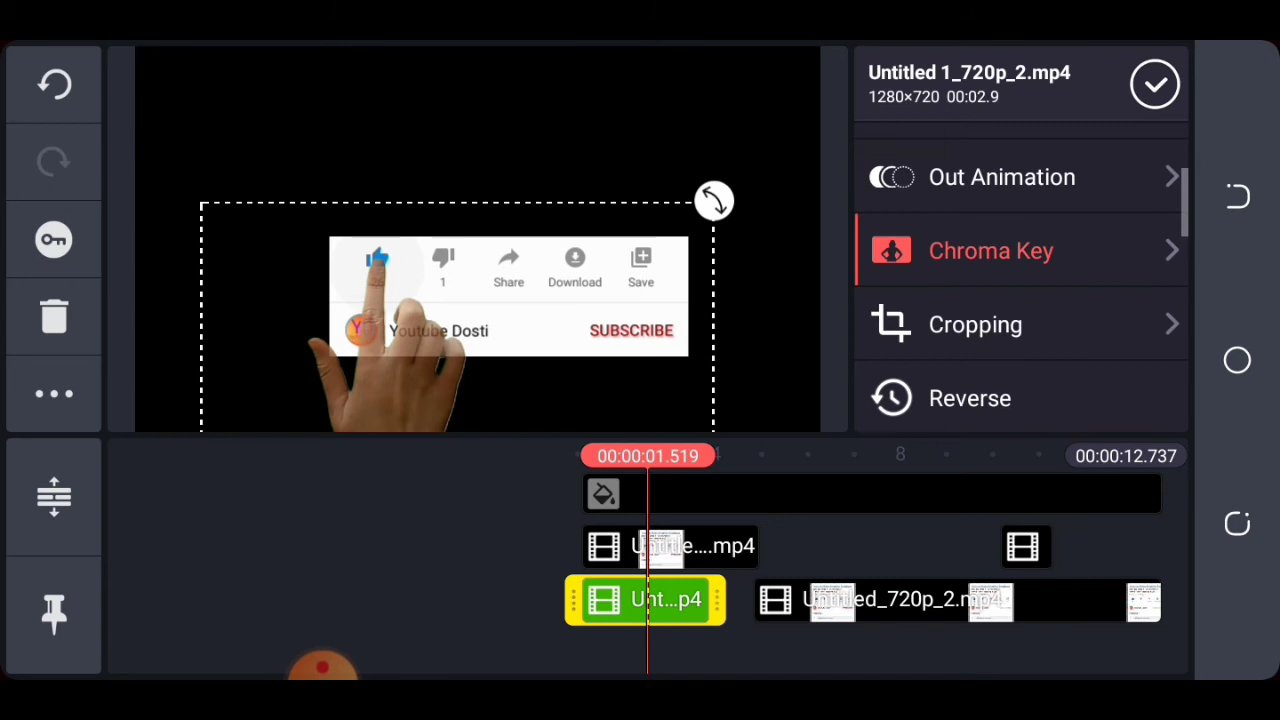 Untitled 1_720p_2.mp4
1280×720 00:02.9
Out Animation
Chroma Key
Cropping
Reverse
1
Share
Download
Save
Youtube Dosti
SUBSCRIBE
00:00:01.519
4
8
00:00:12.737
Untitle....mp4
Unt...p4
Untitled_720p_2.mp4